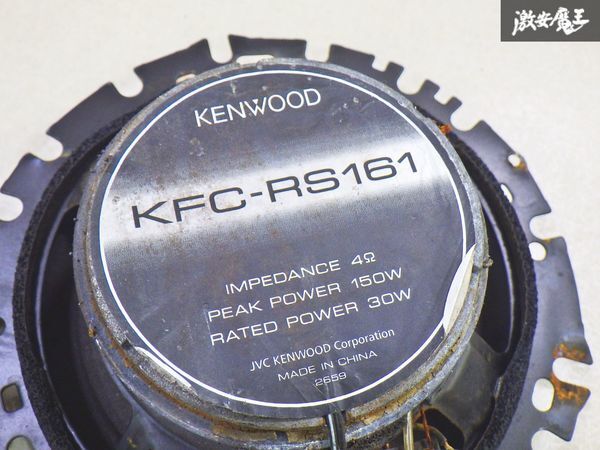 激安魔王
KENWOOD
KFC-RS161
IMPEDANCE 4Ω
PEAK POWER 150W
RATED POWER 30W
JVC KENWOOD Corporation
MADE IN CHINA
2659